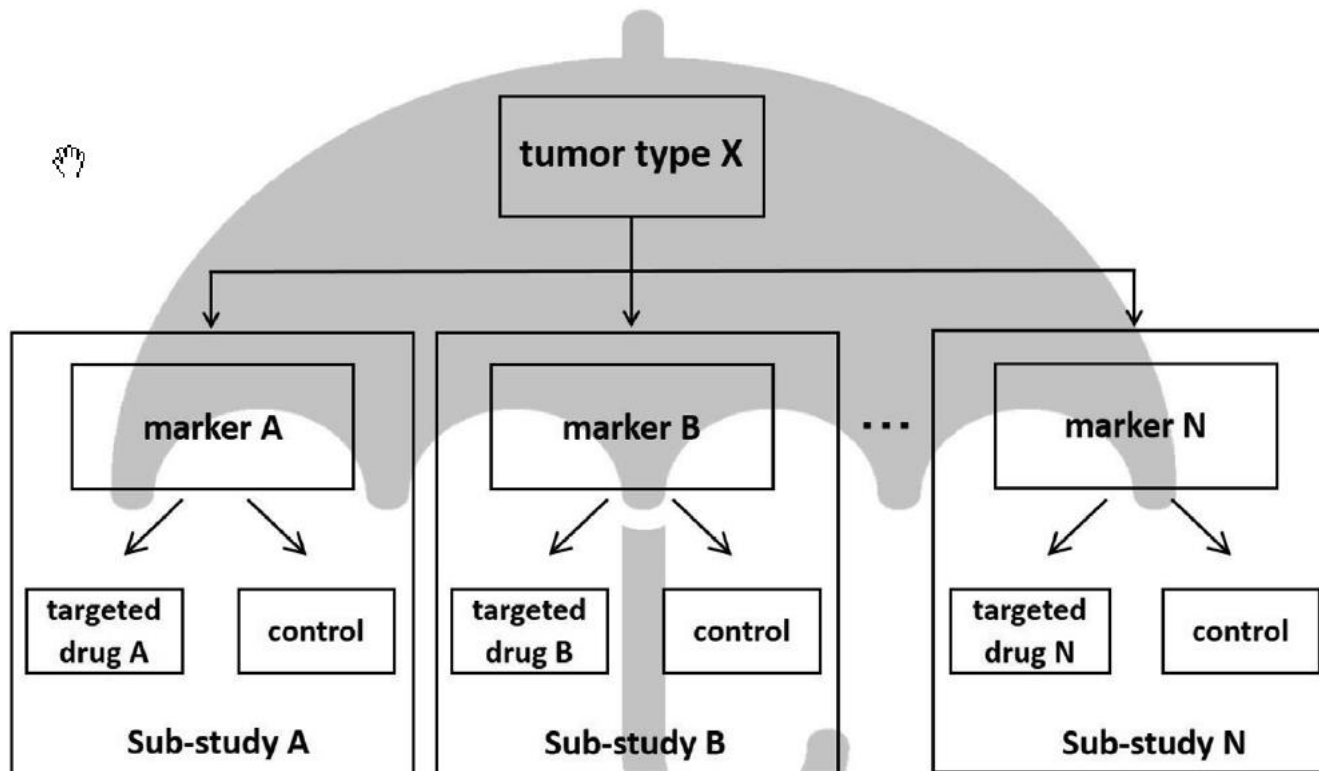 tumor type X
marker A
marker B
...
marker N
targeted
drug A
control
targeted
drug B
control
targeted
drug N
control
Sub-study A
Sub-study B
Sub-study N